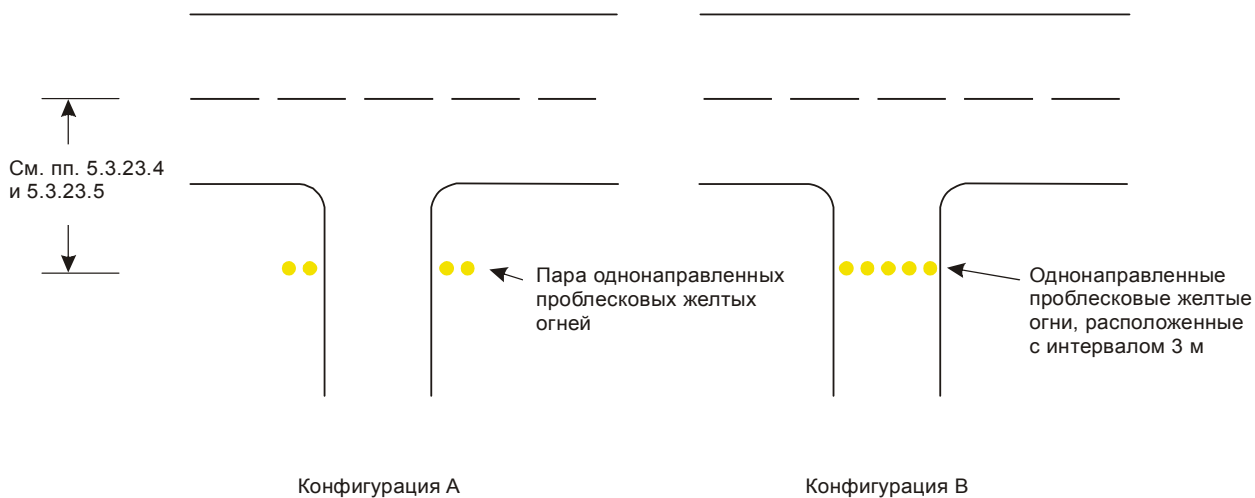 См. пп. 5.3.23.4
и 5.3.23.5
Пара однонаправленных
проблесковых желтых
огней
Однонаправленные
проблесковые желтые
огни, расположенные
с интервалом 3 м
Конфигурация А
Конфигурация В